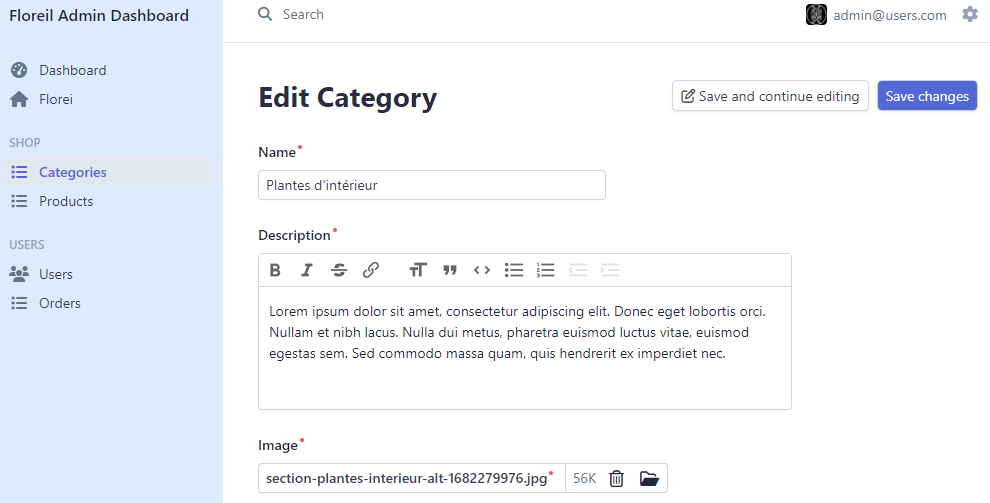 Floreil Admin Dashboard
Dashboard
Florei
SHOP
Categories
Products
USERS
Users
Orders
Search
admin@users.com
Edit Category
Save and continue editing
Save changes
Name
Plantes d'intérieur
Description
Lorem ipsum dolor sit amet, consectetur adipiscing elit. Donec eget lobortis orci.
Nullam et nibh lacus. Nulla dui metus, pharetra euismod luctus vitae, euismod
egestas sem. Sed commodo massa quam, quis hendrerit ex imperdiet nec.
Image
section-plantes-interieur-alt-1682279976.jpg
56K